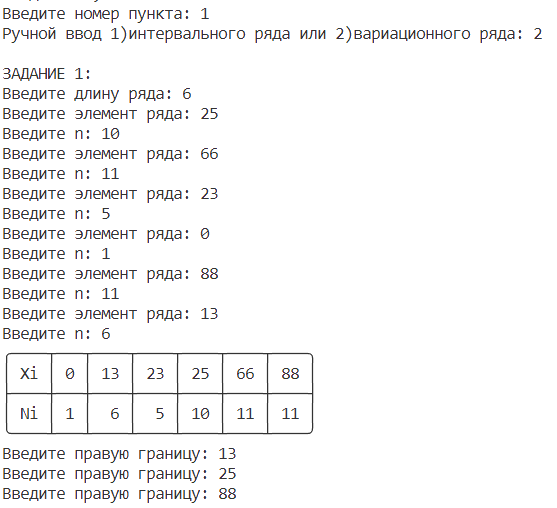 Введите номер пункта: 1
Ручной ввод 1)интервального ряда или 2)вариационного ряда: 2
ЗАДАНИЕ 1:
Введите длину ряда: 6
Введите элемент ряда: 25
Введите n: 10
Введите элемент ряда: 66
Введите n: 11
Введите элемент ряда: 23
Введите n: 5
Введите элемент ряда: 0
Введите n: 1
Введите элемент ряда: 88
Введите n: 11
Введите элемент ряда: 13
Введите n: 6
Xi 0 13 23 25 66 88
Ni 1 6 5 10 11 11
Введите правую границу: 13
Введите правую границу: 25
Введите правую границу: 88